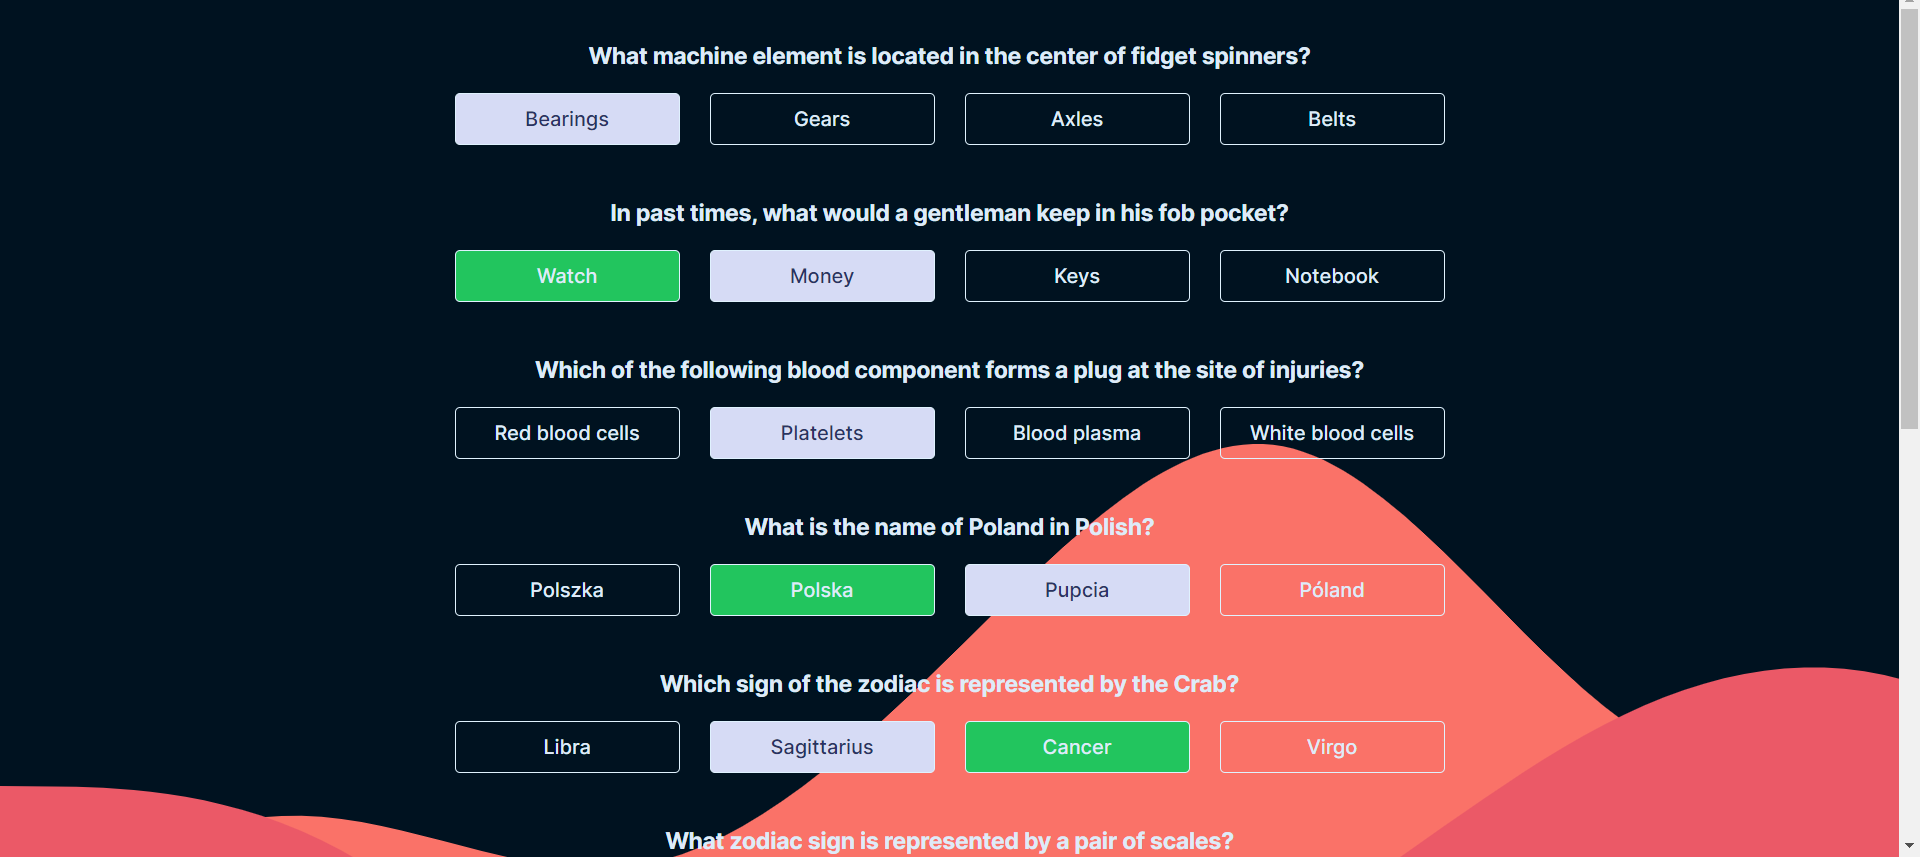 What machine element is located in the center of fidget spinners?
Bearings Gears Axles Belts
In past times, what would a gentleman keep in his fob pocket?
Watch Money Keys Notebook
Which of the following blood component forms a plug at the site of injuries?
Red blood cells Platelets Blood plasma White blood cells
What is the name of Poland in Polish?
Polszka Polska Pupcia Póland
Which sign of the zodiac is represented by the Crab?
Libra Sagittarius Cancer Virgo
What zodiac sign is represented by a pair of scales?